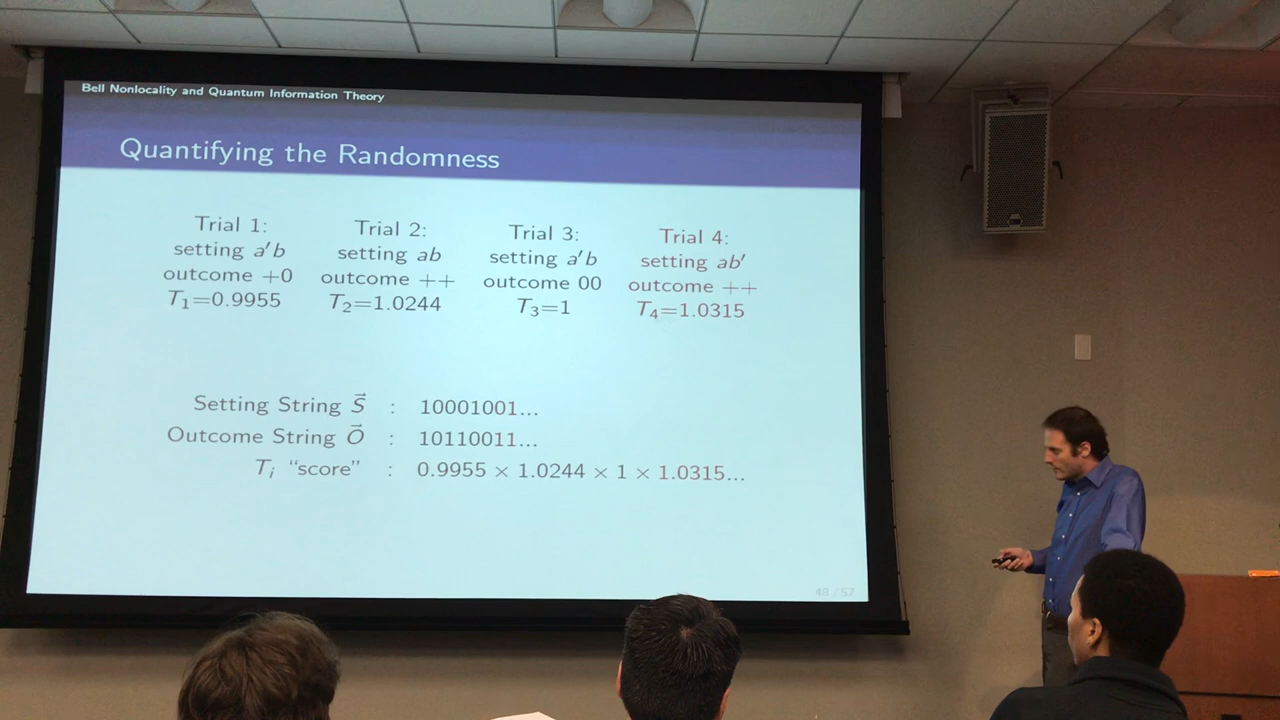 Bell Nonlocality and Quantum Information Theory
Quantifying the Randomness
Trial 1:
setting a′b
outcome +0
T₁=0.9955
Trial 2:
setting ab
outcome ++
T₂=1.0244
Trial 3:
setting a′b
outcome 00
T₃=1
Trial 4:
setting ab′
outcome ++
T₄=1.0315
Setting String S⃗ : 10001001...
Outcome String O⃗ : 10110011...
Tᵢ “score” : 0.9955 × 1.0244 × 1 × 1.0315...
48 / 57